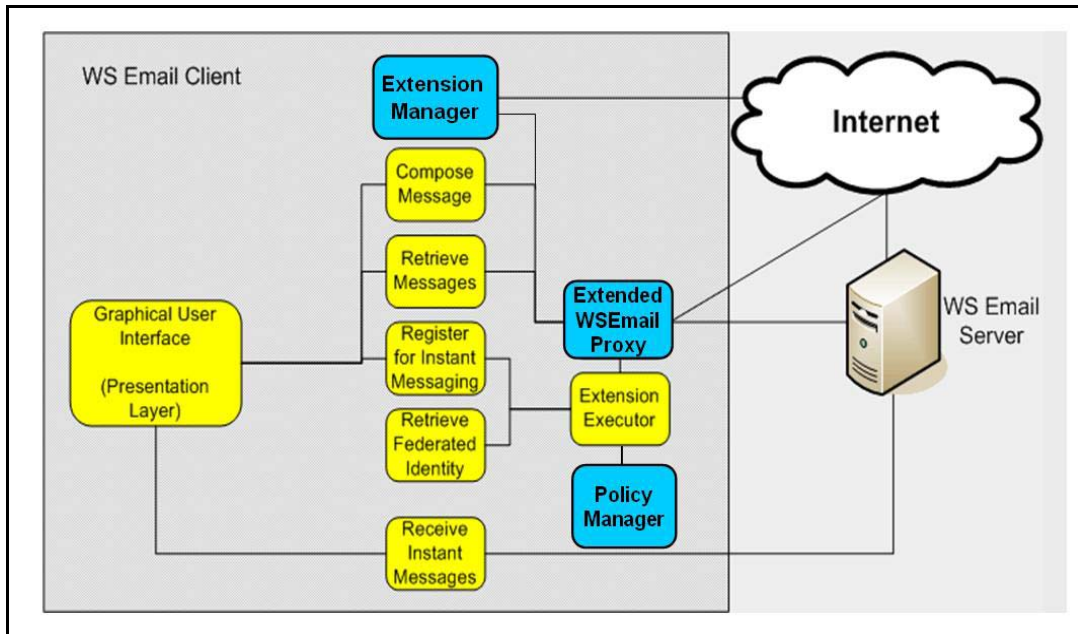 WS Email Client
Extension
Manager
Internet
Compose
Message
Retrieve
Messages
Graphical User
Interface
(Presentation
Layer)
Register
for Instant
Messaging
Retrieve
Federated
Identity
Extended
WSEmail
Proxy
Extension
Executor
Policy
Manager
WS Email
Server
Receive
Instant
Messages